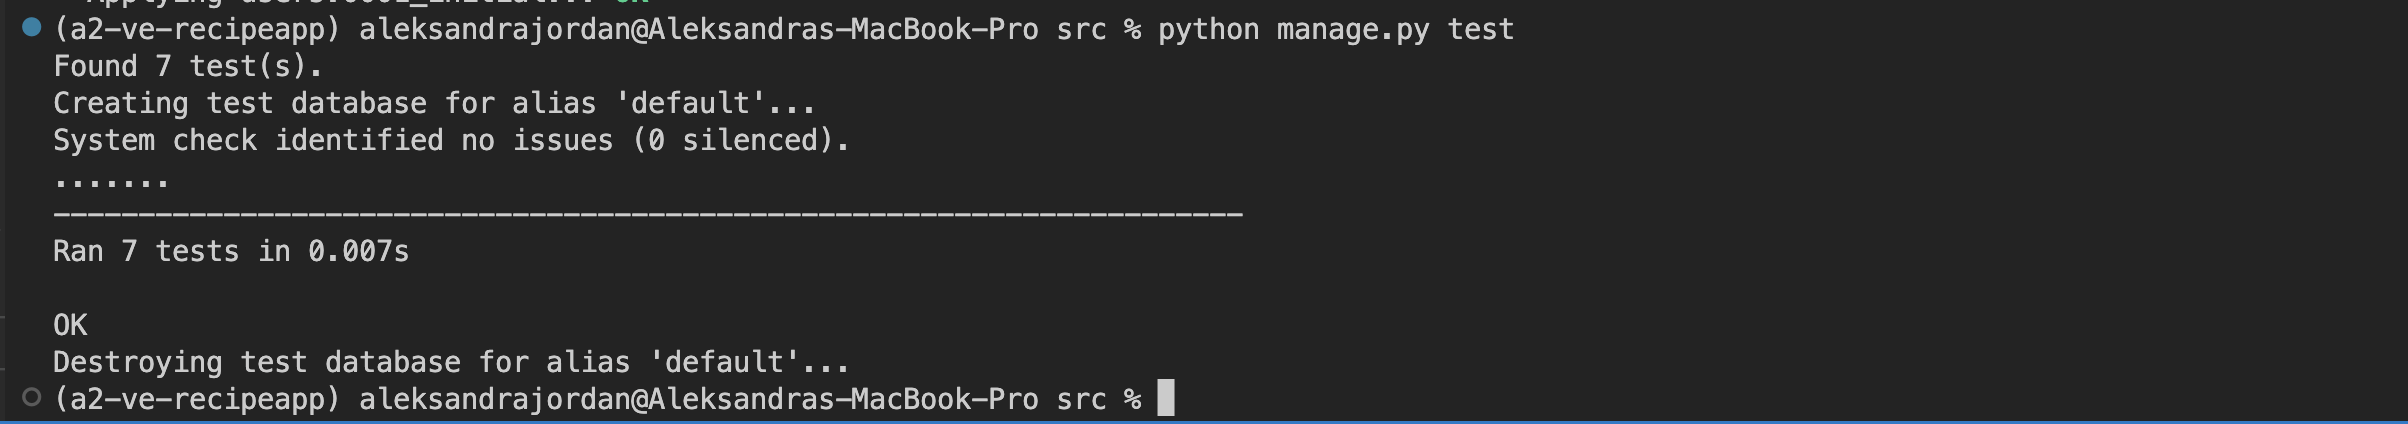 (a2-ve-recipeapp) aleksandrajordan@Aleksandras-MacBook-Pro src % python manage.py test
Found 7 test(s).
Creating test database for alias 'default'...
System check identified no issues (0 silenced).
.......
----------------------------------------------------------------------
Ran 7 tests in 0.007s
OK
Destroying test database for alias 'default'...
(a2-ve-recipeapp) aleksandrajordan@Aleksandras-MacBook-Pro src %